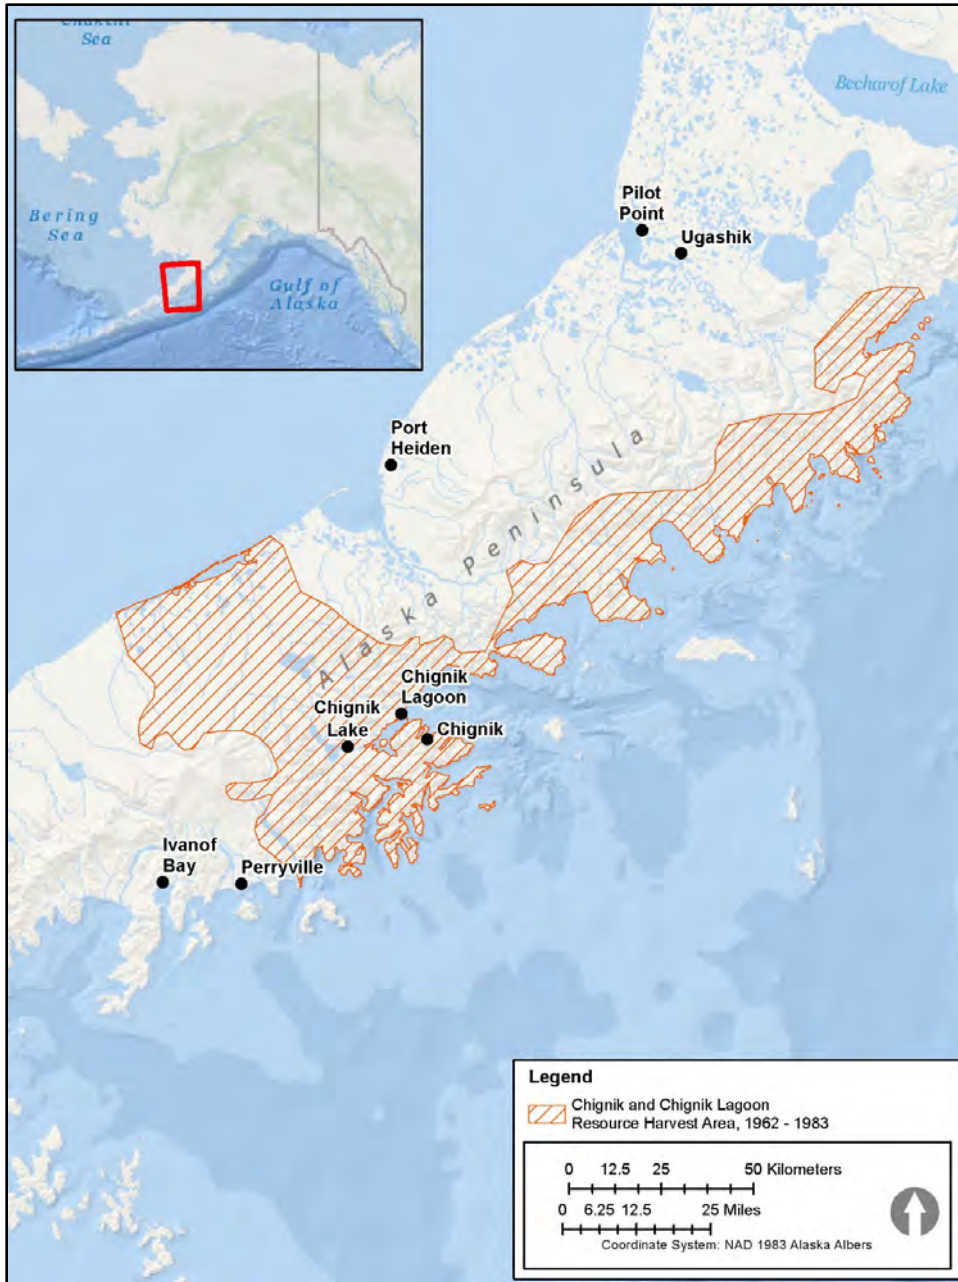 Sea
Bering
Sea
Gulf of
Alaska
Becharof Lake
Pilot
Point
Ugashik
Port
Heiden
Alaska Peninsula
Chignik
Lagoon
Chignik
Lake
Chignik
Ivanof
Bay
Perryville
Legend
Chignik and Chignik Lagoon
Resource Harvest Area, 1962 - 1983
0 12.5 25 50 Kilometers
0 6.25 12.5 25 Miles
Coordinate System: NAD 1983 Alaska Albers